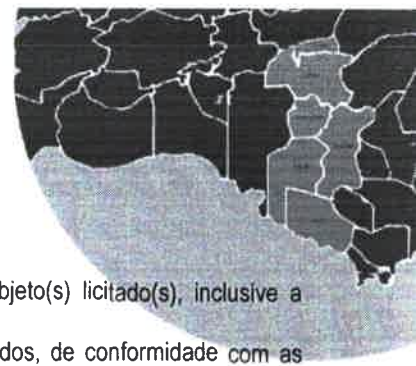 bjeto(s) licitado(s), inclusive a
dos, de conformidade com as